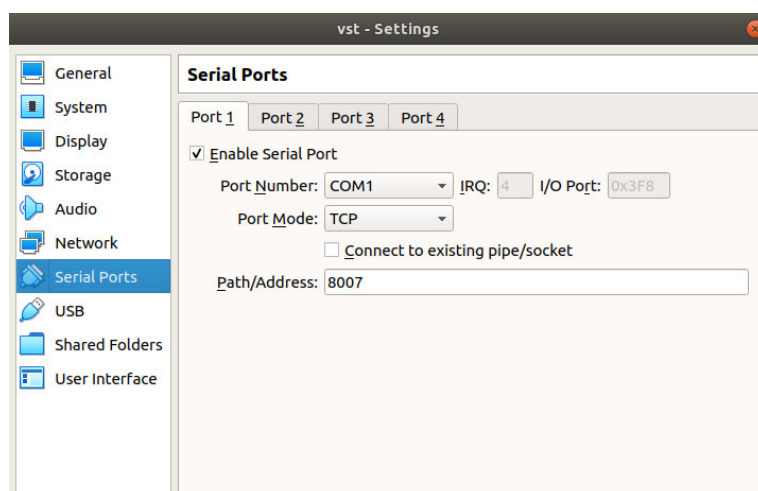 vst - Settings
General
System
Display
Storage
Audio
Network
Serial Ports
USB
Shared Folders
User Interface
Serial Ports
Port 1 Port 2 Port 3 Port 4
Enable Serial Port
Port Number: COM1 IRQ: 4 I/O Port: 0x3F8
Port Mode: TCP
Connect to existing pipe/socket
Path/Address: 8007